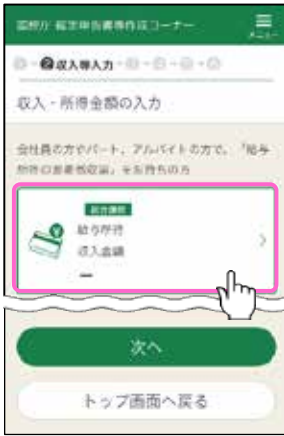 国税庁 確定申告書等作成コーナー
メニュー
2 収入等入力
収入・所得金額の入力
会社員の方やパート、アルバイトの方で、「給与
所得の源泉徴収票」をお持ちの方
総合課税
給与所得
収入金額
ー
次へ
トップ画面へ戻る